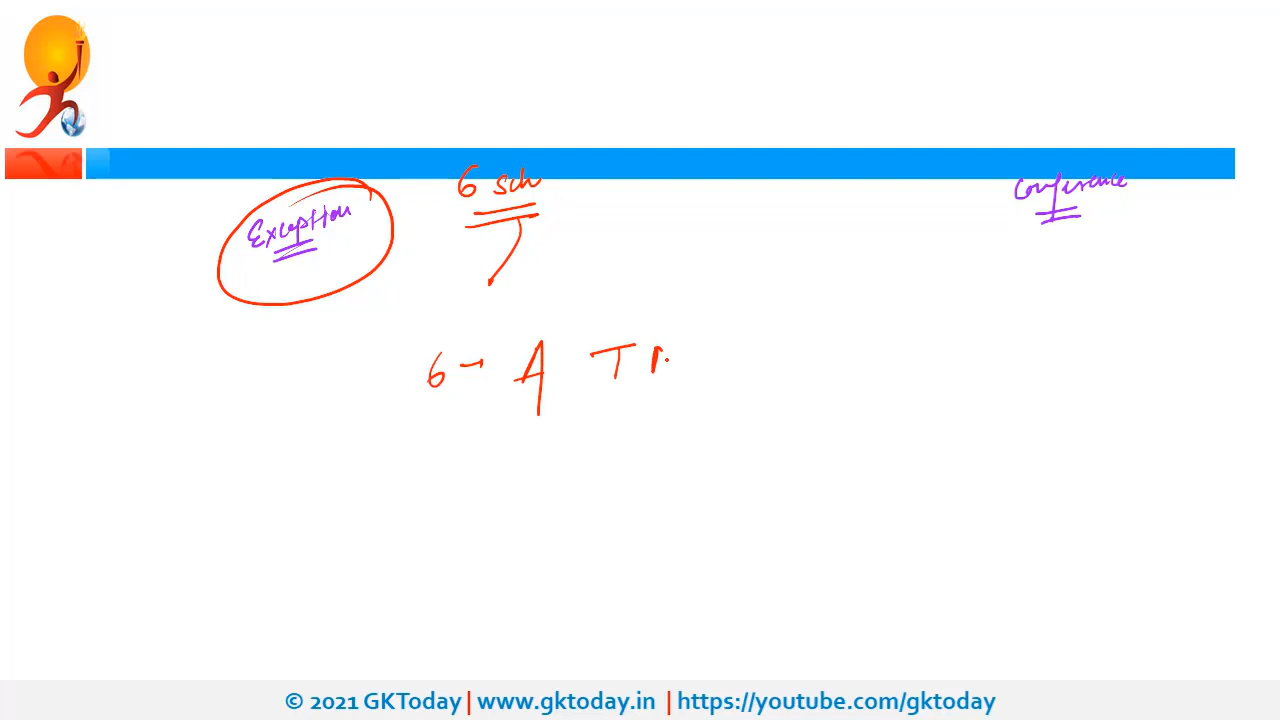 6 sch
Exception
Conference
6 → A T
© 2021 GKToday | www.gktoday.in | https://youtube.com/gktoday